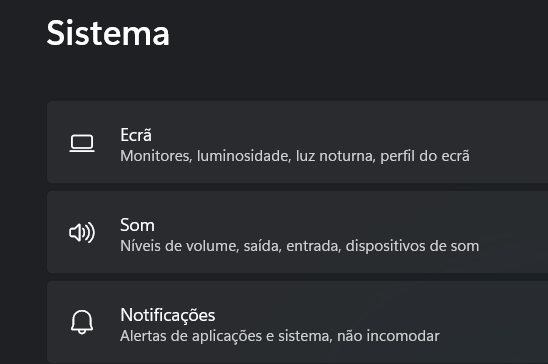 Sistema
Ecrã
Monitores, luminosidade, luz noturna, perfil do ecrã
Som
Níveis de volume, saída, entrada, dispositivos de som
Notificações
Alertas de aplicações e sistema, não incomodar